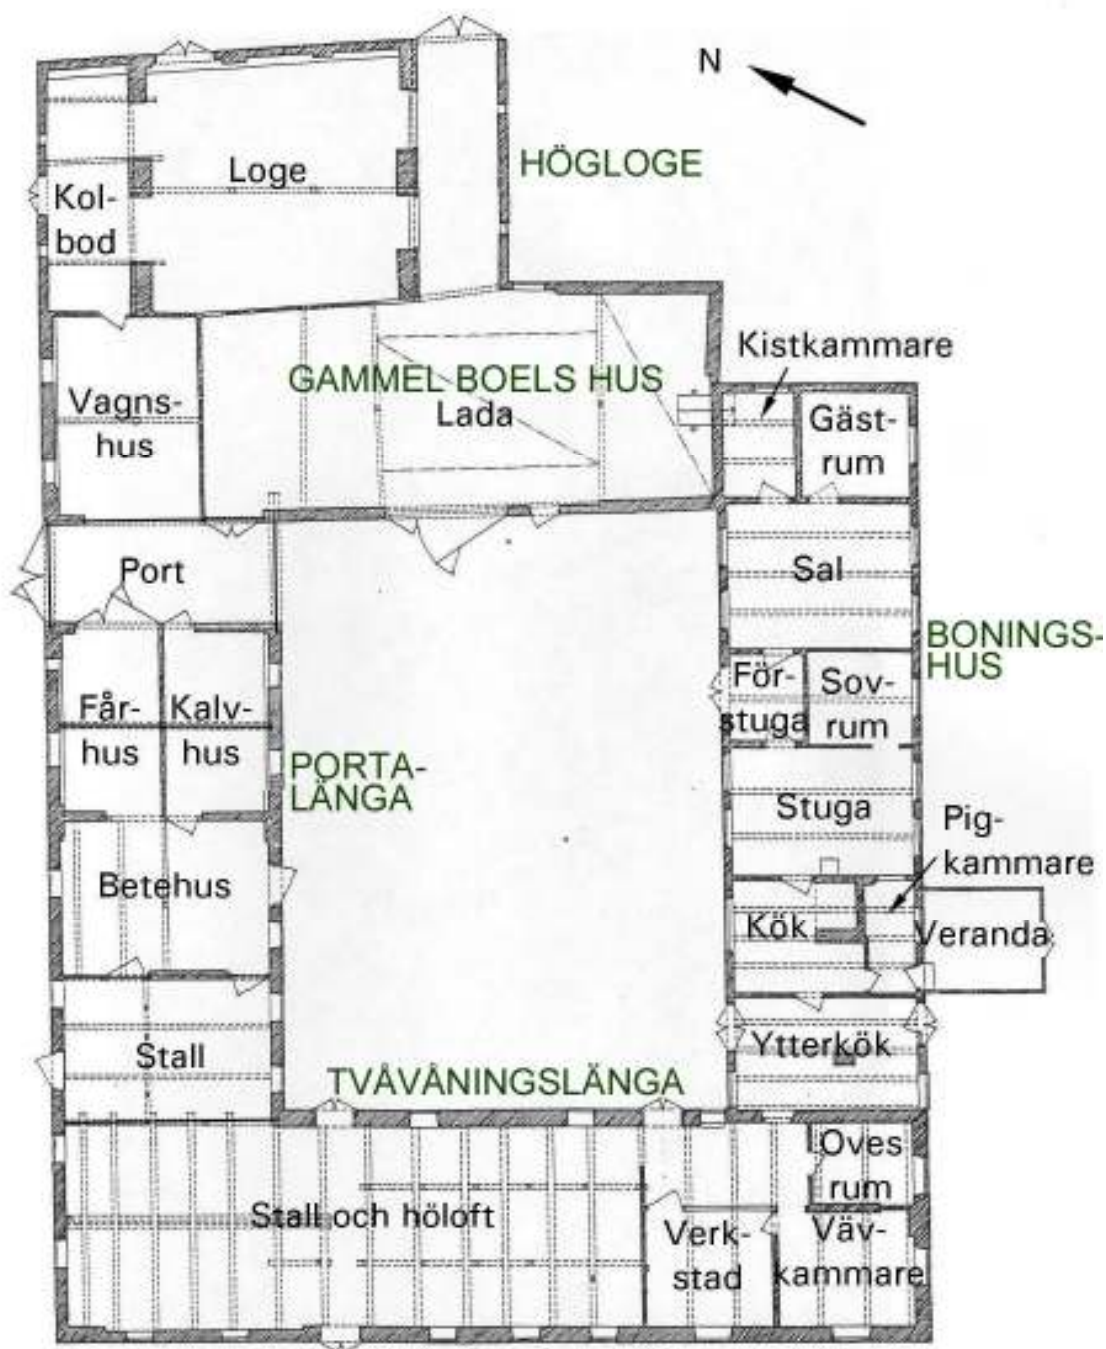 N
HÖGLOGE
Loge
Kol-
bod
Kistkammare
GAMMEL BOELS HUS
Lada
Vagns-
hus
Gäst-
rum
Port
Sal
BONINGS-
HUS
För-
stuga
Sov-
rum
Får-
hus
Kalv-
hus
PORTA-
LÄNGA
Stuga
Pig-
kammare
Betehus
Kök
Veranda
Stall
Ytterkök
TVÅVÅNINGSLÄNGA
Oves
rum
Stall och höloft
Verk-
stad
Väv-
kammare